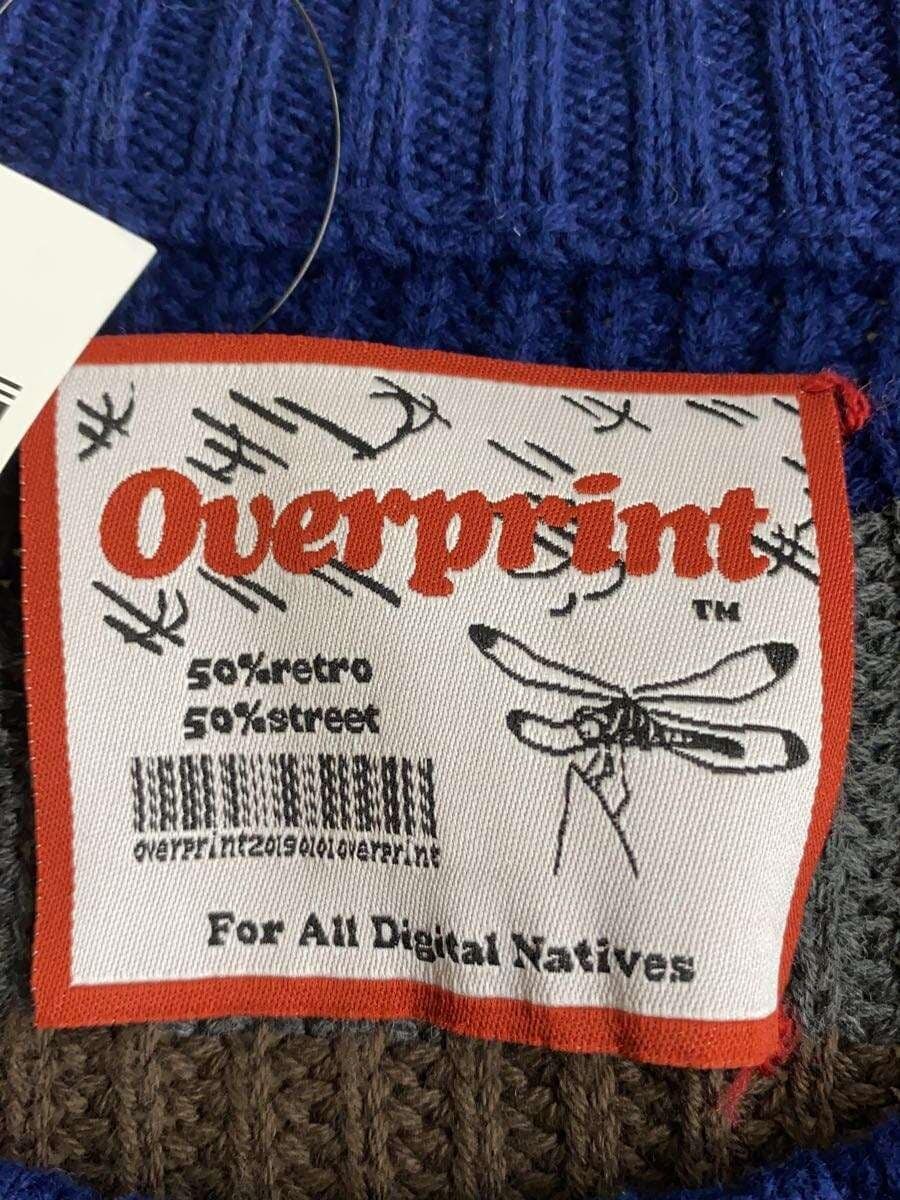 Overprint
TM
50%retro
50%street
overprint20190101overprint
For All Digital Natives